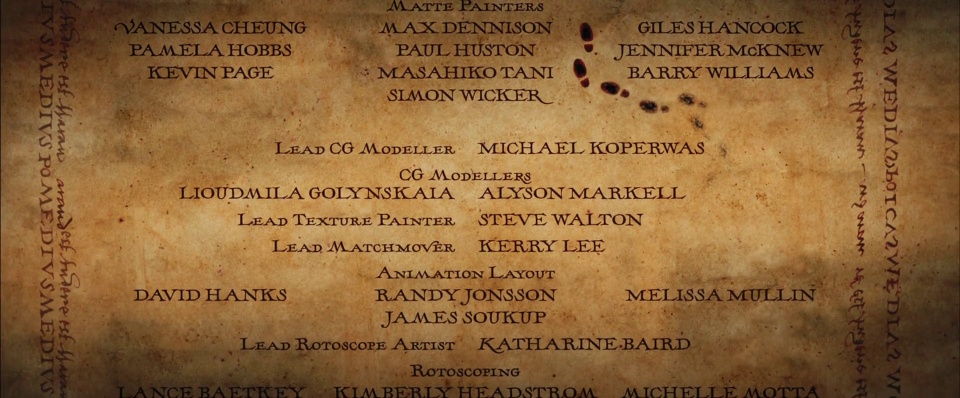 Matte Painters
VANESSA CHEUNG MAX DENNISON GILES HANCOCK
PAMELA HOBBS PAUL HUSTON JENNIFER McKNEW
KEVIN PAGE MASAHIKO TANI BARRY WILLIAMS
SIMON WICKER
Lead CG Modeller MICHAEL KOPERWAS
CG Modellers
LIOUDMILA GOLYNSKAIA ALYSON MARKELL
Lead Texture Painter STEVE WALTON
Lead Matchmover KERRY LEE
Animation Layout
DAVID HANKS RANDY JONSSON MELISSA MULLIN
JAMES SOUKUP
Lead Rotoscope Artist KATHARINE BAIRD
Rotoscoping
LANCE BAETKEY KIMBERLY HEADSTROM MICHELLE MOTTA